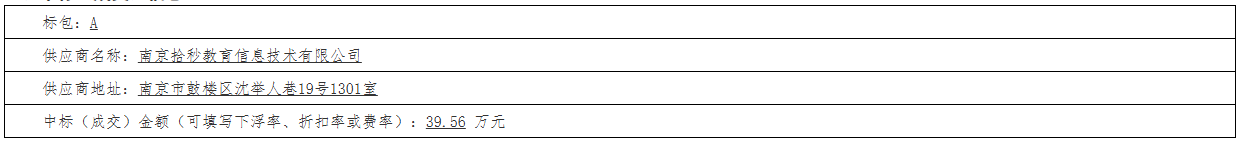 标包：A
供应商名称：南京拾秒教育信息技术有限公司
供应商地址：南京市鼓楼区沈举人巷19号1301室
中标（成交）金额（可填写下浮率、折扣率或费率）：39.56 万元